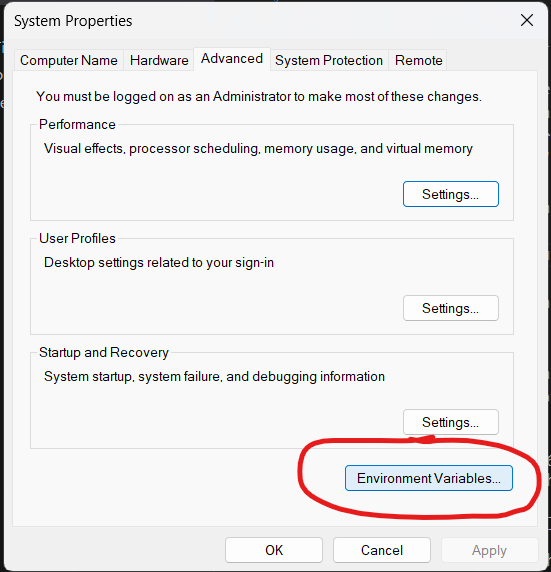 System Properties
Computer Name Hardware Advanced System Protection Remote
You must be logged on as an Administrator to make most of these changes.
Performance
Visual effects, processor scheduling, memory usage, and virtual memory
Settings...
User Profiles
Desktop settings related to your sign-in
Settings...
Startup and Recovery
System startup, system failure, and debugging information
Settings...
Environment Variables...
OK Cancel Apply